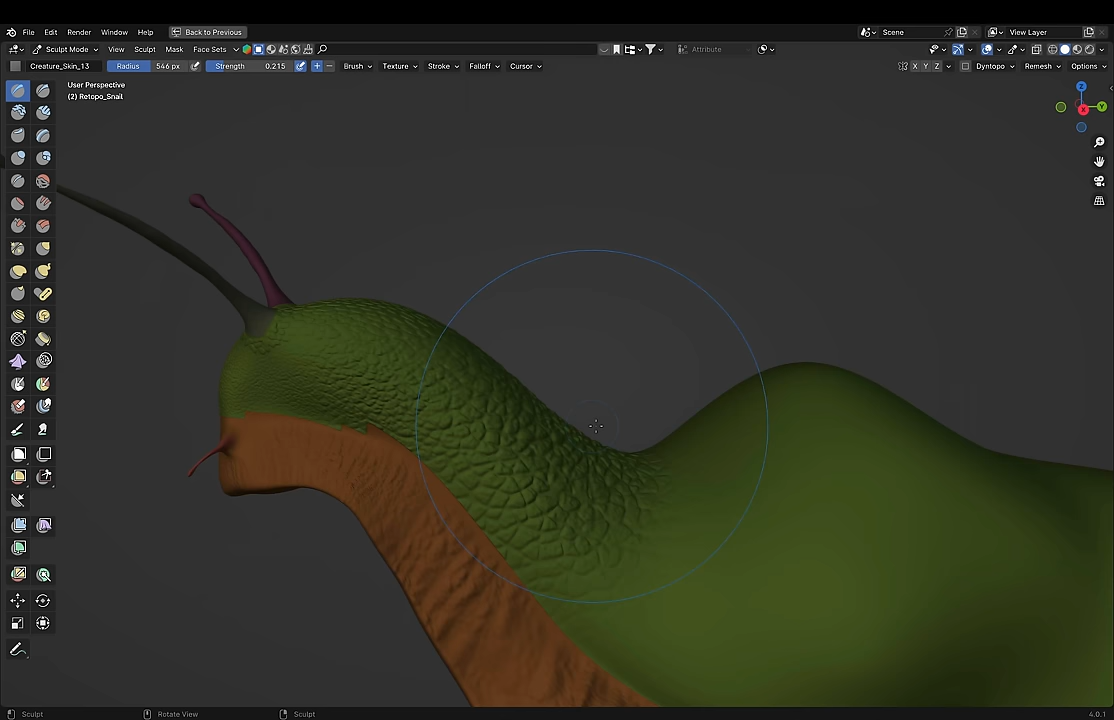 File Edit Render Window Help Back to Previous Scene View Layer
Sculpt Mode View Sculpt Mask Face Sets Attribute
Creature_Skin_13 Radius 546 px Strength 0.215 Brush Texture Stroke Falloff Cursor X Y Z Dyntopo Remesh Options
User Perspective
(2) Retopo_Snail
Z
Y
X
Sculpt Rotate View Sculpt 4.0.1